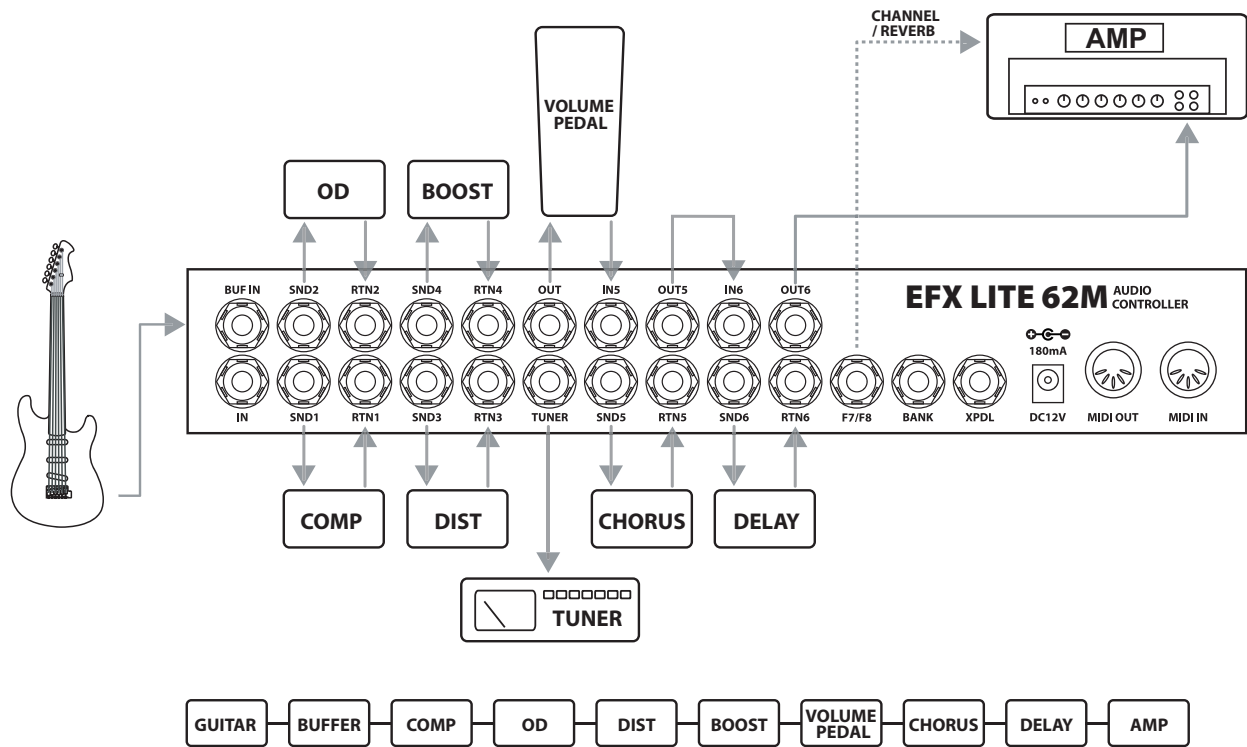 CHANNEL
/ REVERB
AMP
VOLUME
PEDAL
OD
BOOST
BUF IN SND2 RTN2 SND4 RTN4 OUT IN5 OUT5 IN6 OUT6
EFX LITE 62M AUDIO
CONTROLLER
180mA
IN SND1 RTN1 SND3 RTN3 TUNER SND5 RTN5 SND6 RTN6 F7/F8 BANK XPDL DC12V MIDI OUT MIDI IN
COMP
DIST
CHORUS
DELAY
TUNER
GUITAR BUFFER COMP OD DIST BOOST VOLUME
PEDAL CHORUS DELAY AMP